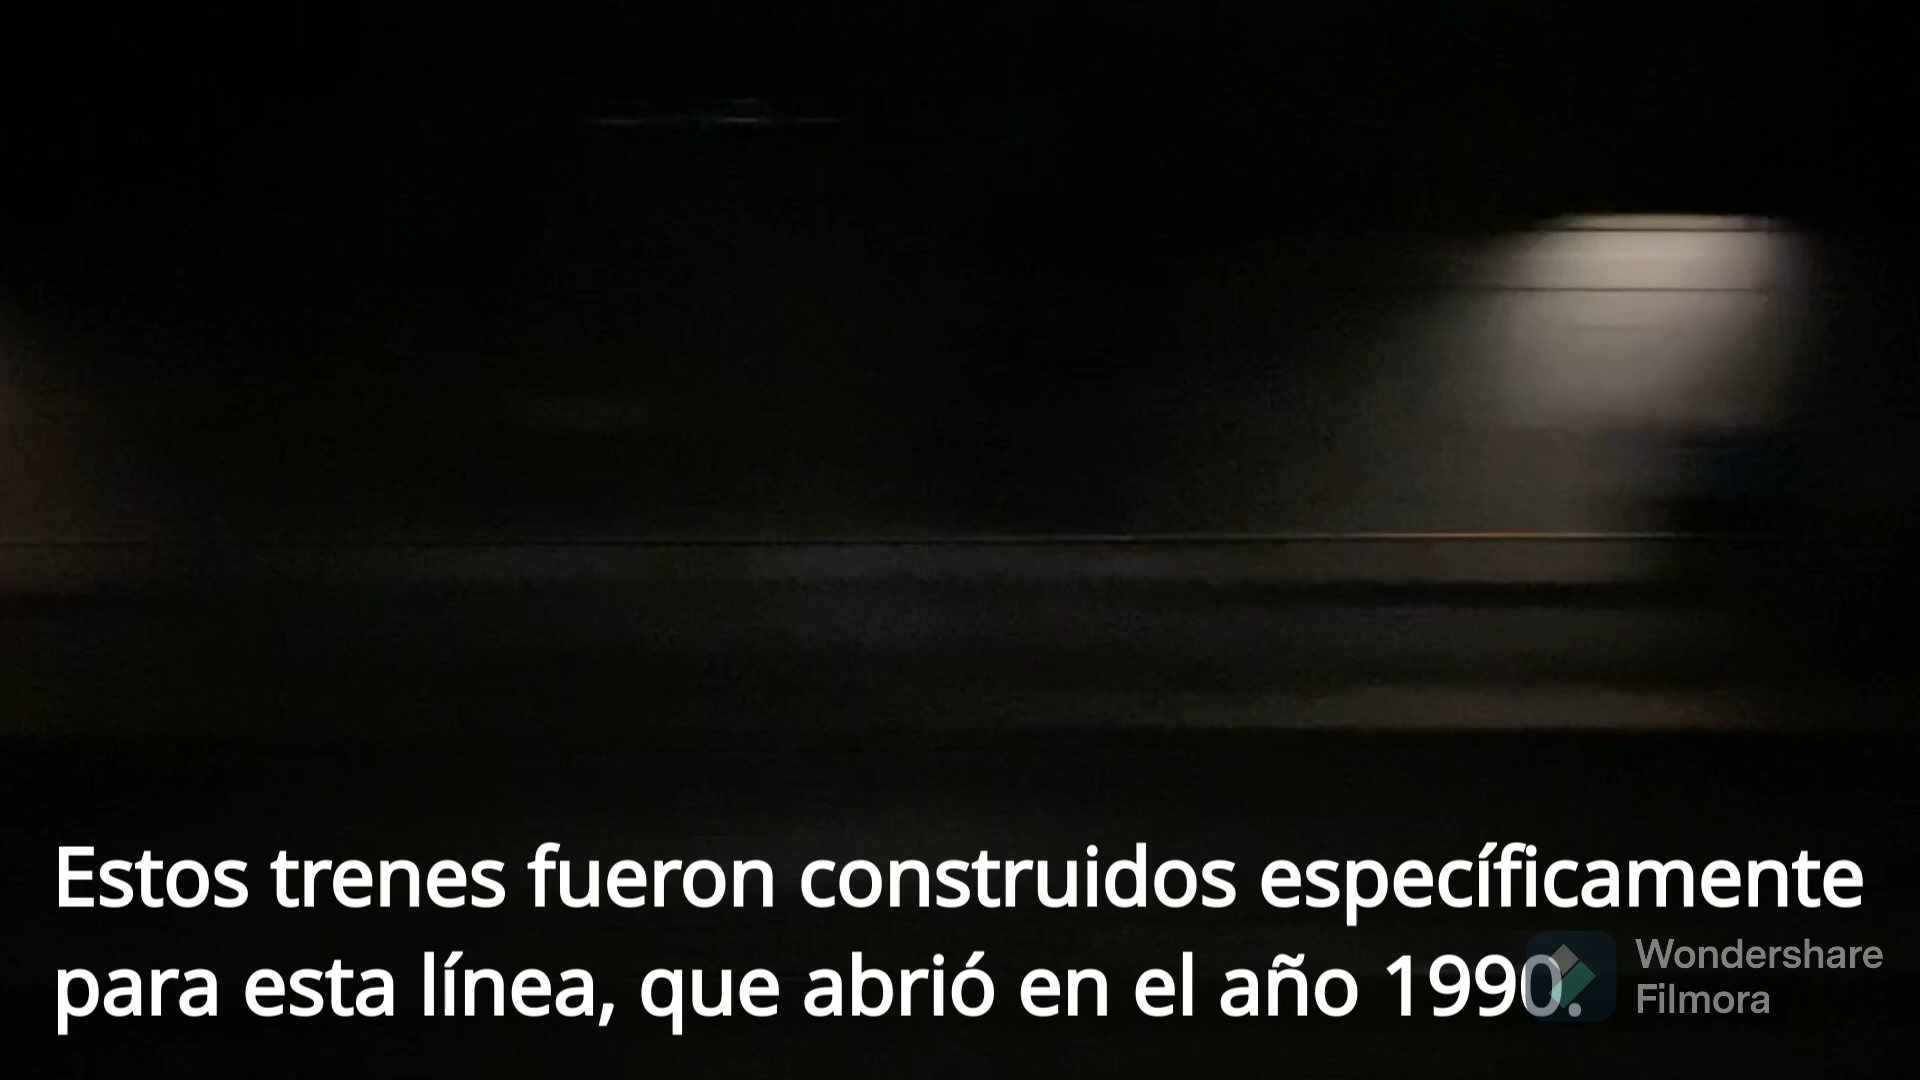 Estos trenes fueron construidos específicamente
para esta línea, que abrió en el año 1990.
Wondershare
Filmora